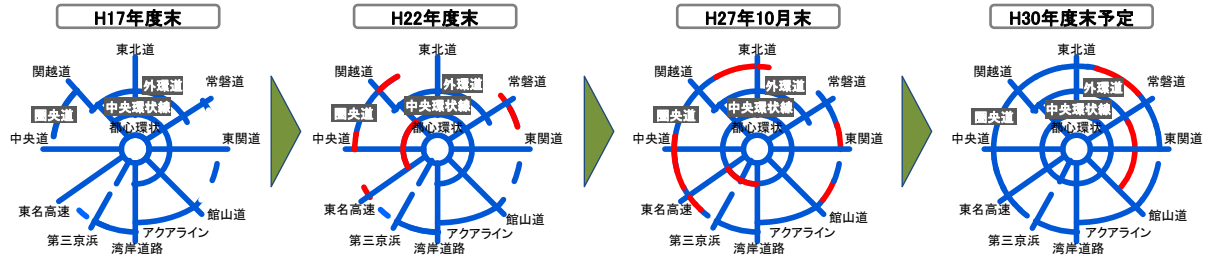 H17年度末
東北道
関越道
外環道
常磐道
圏央道
中央環状線
都心環状
中央道
東関道
東名高速
館山道
第三京浜
アクアライン
湾岸道路
H22年度末
東北道
関越道
外環道
常磐道
圏央道
中央環状線
都心環状
中央道
東関道
東名高速
館山道
第三京浜
アクアライン
湾岸道路
H27年10月末
東北道
関越道
外環道
常磐道
圏央道
中央環状線
都心環状
中央道
東関道
東名高速
館山道
第三京浜
アクアライン
湾岸道路
H30年度末予定
東北道
関越道
外環道
常磐道
圏央道
中央環状線
都心環状
中央道
東関道
東名高速
館山道
第三京浜
アクアライン
湾岸道路